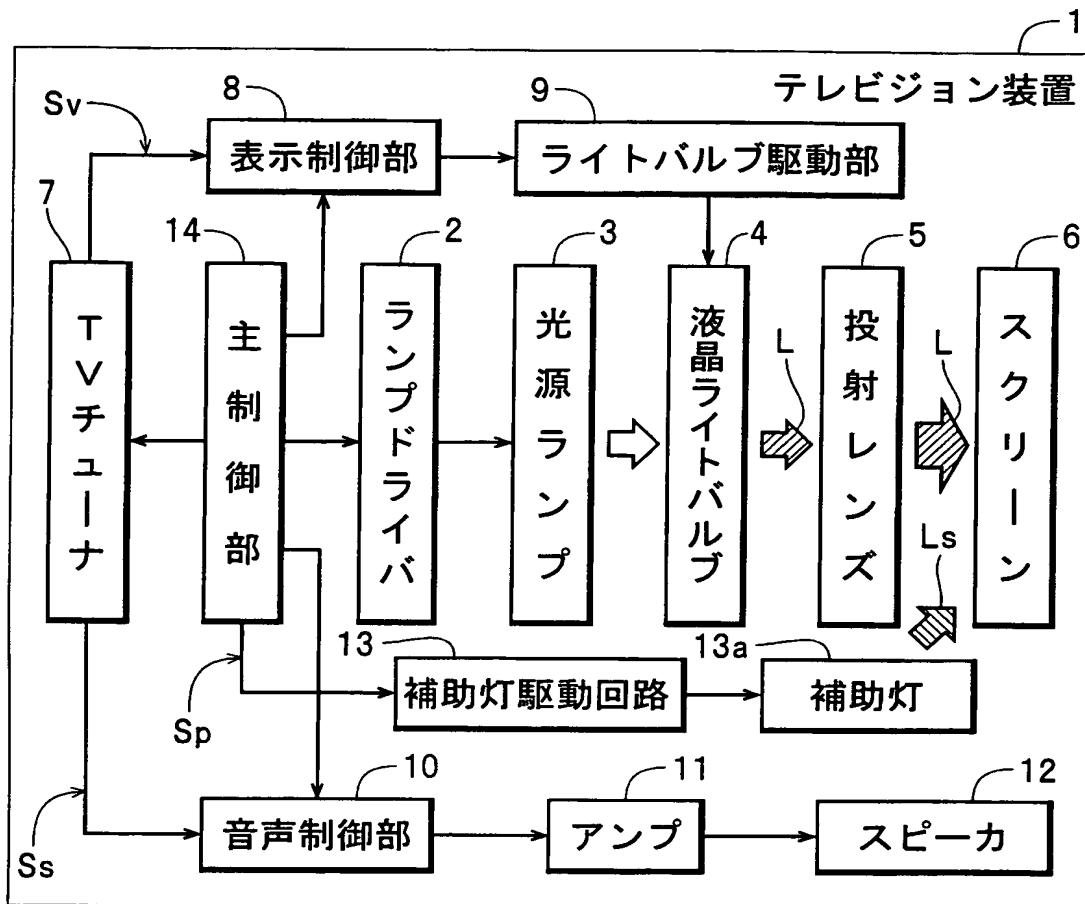 1
テレビジョン装置
Sv
8
表示制御部
9
ライトバルブ駆動部
7
TVチューナ
14
主制御部
2
ランプドライバ
3
光源ランプ
4
液晶ライトバルブ
L
5
投射レンズ
L
6
スクリーン
Ls
Sp
13
補助灯駆動回路
13a
補助灯
Ss
10
音声制御部
11
アンプ
12
スピーカ